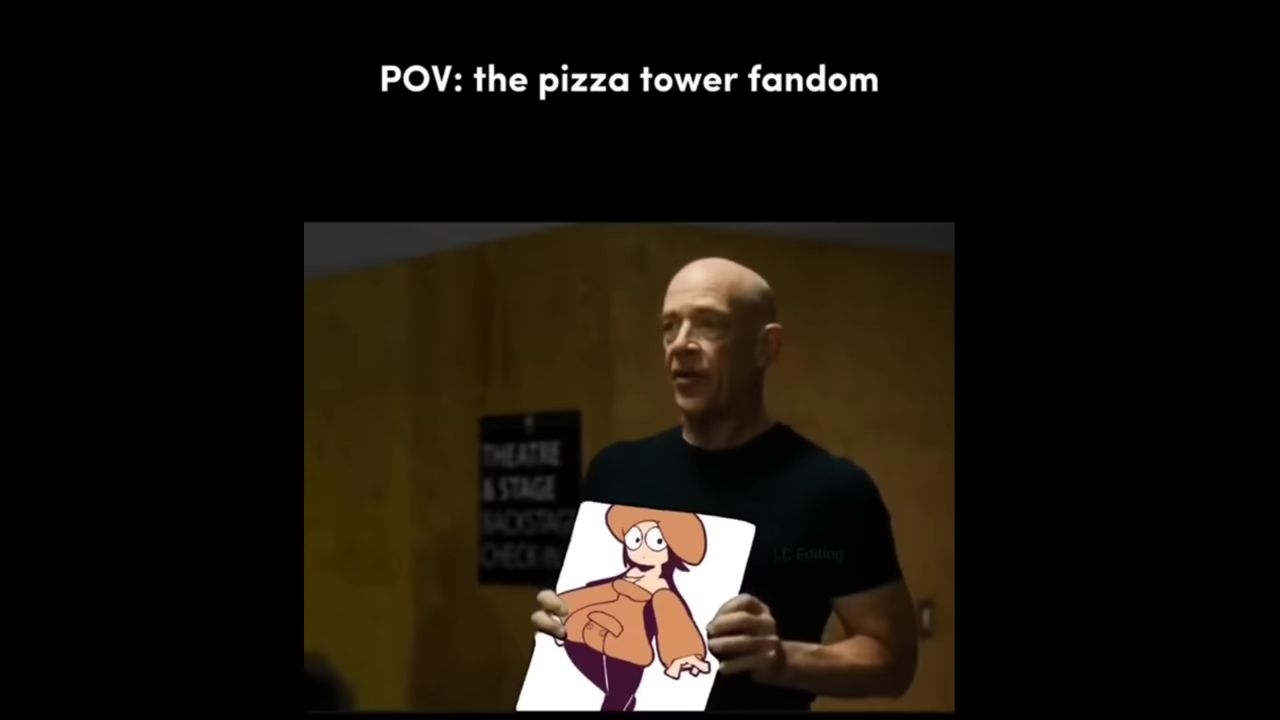 POV: the pizza tower fandom
THEATRE
& STAGE
BACKSTAGE
CHECK-IN
LC Editing